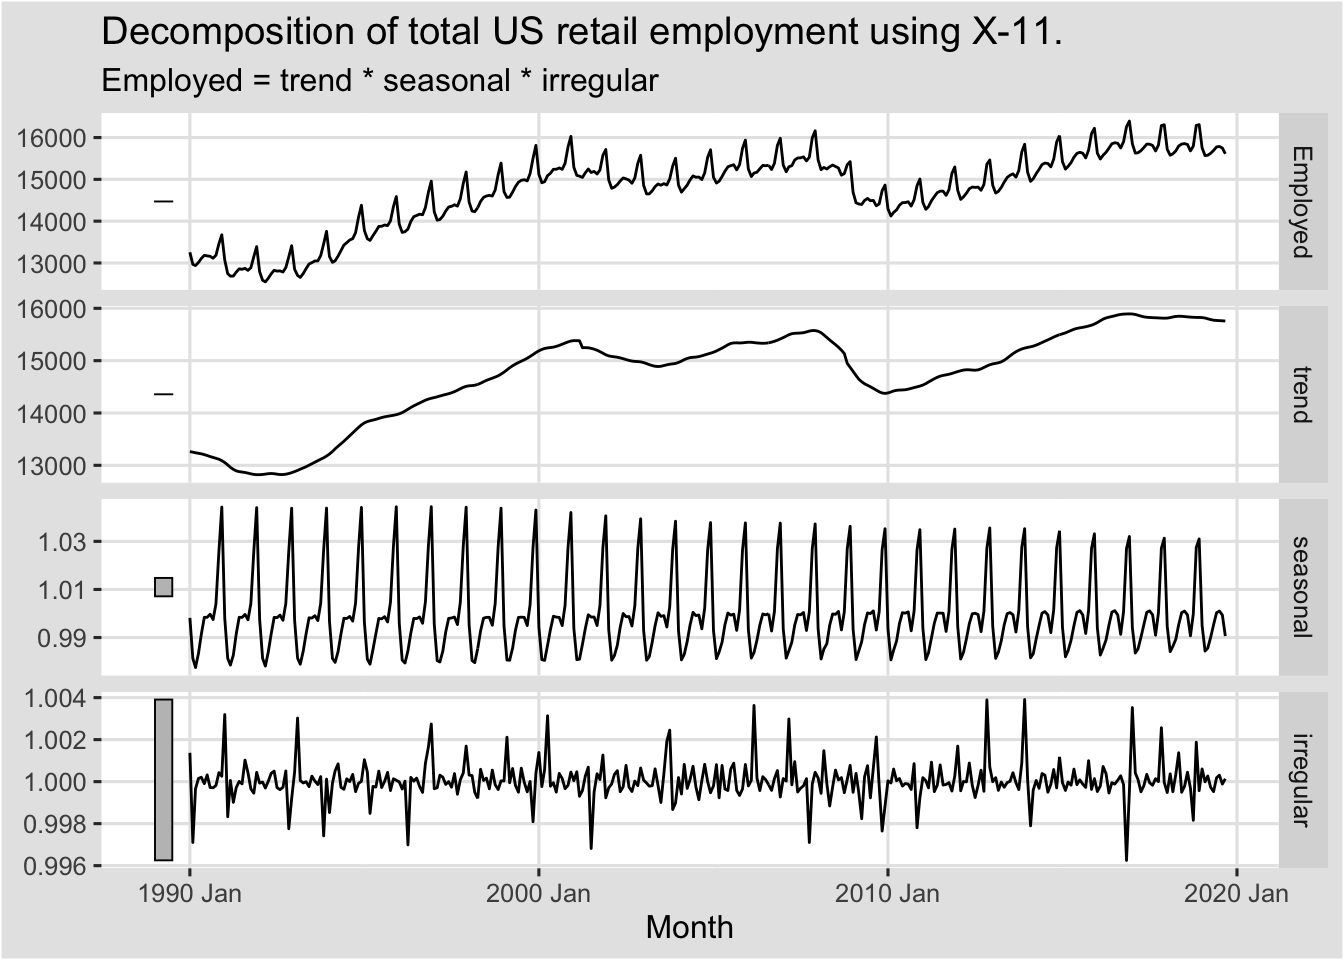 Decomposition of total US retail employment using X-11.
Employed = trend * seasonal * irregular
16000
15000
14000
13000
Employed
16000
15000
14000
13000
trend
1.03
1.01
0.99
seasonal
1.004
1.002
1.000
0.998
0.996
irregular
1990 Jan 2000 Jan 2010 Jan 2020 Jan
Month